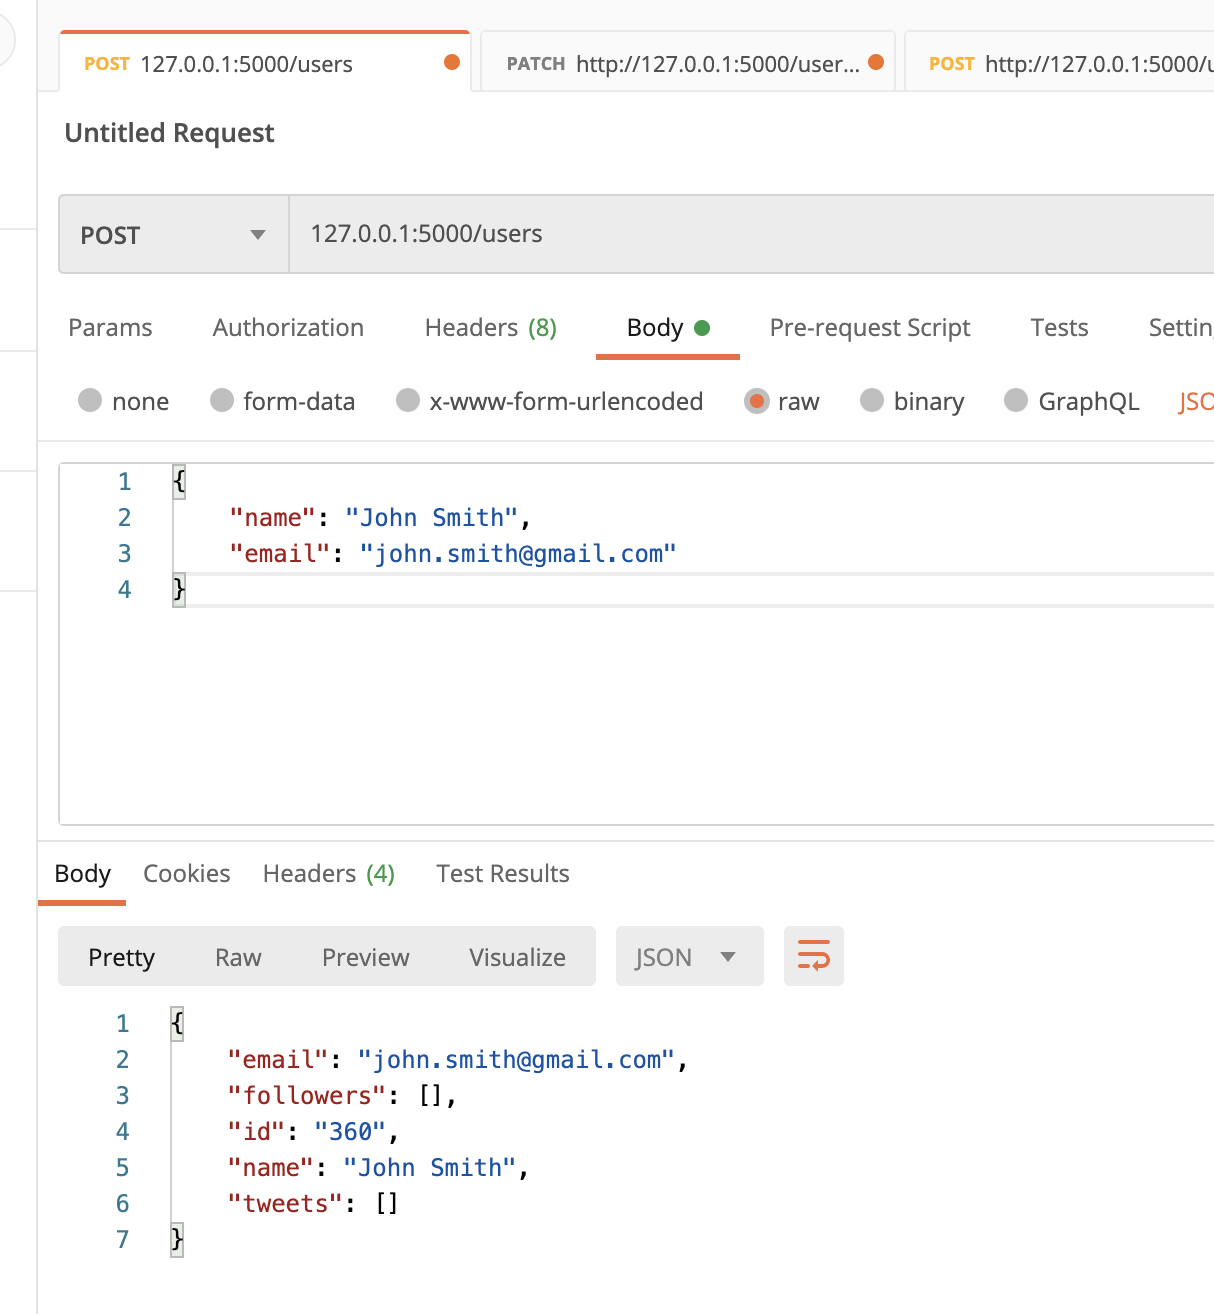 POST 127.0.0.1:5000/users PATCH http://127.0.0.1:5000/user... POST http://127.0.0.1:5000/u
Untitled Request
POST 127.0.0.1:5000/users
Params Authorization Headers (8) Body Pre-request Script Tests Settin
none form-data x-www-form-urlencoded raw binary GraphQL JSO
1 {
2 "name": "John Smith",
3 "email": "john.smith@gmail.com"
4 }
Body Cookies Headers (4) Test Results
Pretty Raw Preview Visualize JSON
1 {
2 "email": "john.smith@gmail.com",
3 "followers": [],
4 "id": "360",
5 "name": "John Smith",
6 "tweets": []
7 }